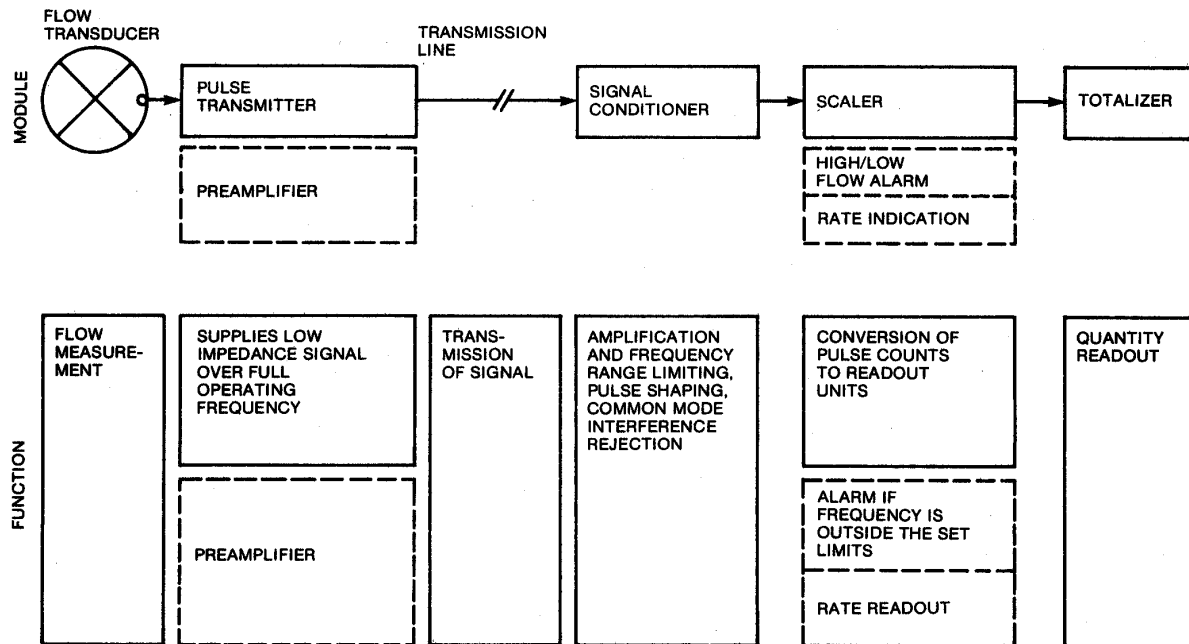 FLOW
TRANSDUCER
TRANSMISSION
LINE
MODULE
PULSE
TRANSMITTER
SIGNAL
CONDITIONER
SCALER
TOTALIZER
PREAMPLIFIER
HIGH/LOW
FLOW ALARM
RATE INDICATION
FUNCTION
FLOW
MEASURE-
MENT
SUPPLIES LOW
IMPEDANCE SIGNAL
OVER FULL
OPERATING
FREQUENCY
PREAMPLIFIER
TRANS-
MISSION
OF SIGNAL
AMPLIFICATION
AND FREQUENCY
RANGE LIMITING,
PULSE SHAPING,
COMMON MODE
INTERFERENCE
REJECTION
CONVERSION OF
PULSE COUNTS
TO READOUT
UNITS
ALARM IF
FREQUENCY IS
OUTSIDE THE SET
LIMITS
RATE READOUT
QUANTITY
READOUT